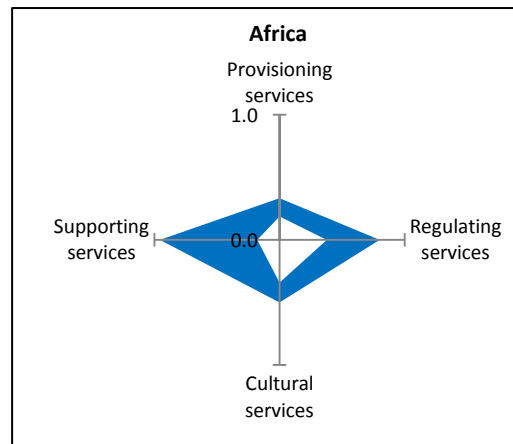 Africa
Provisioning
services
1.0
Supporting
services
0.0
Regulating
services
Cultural
services